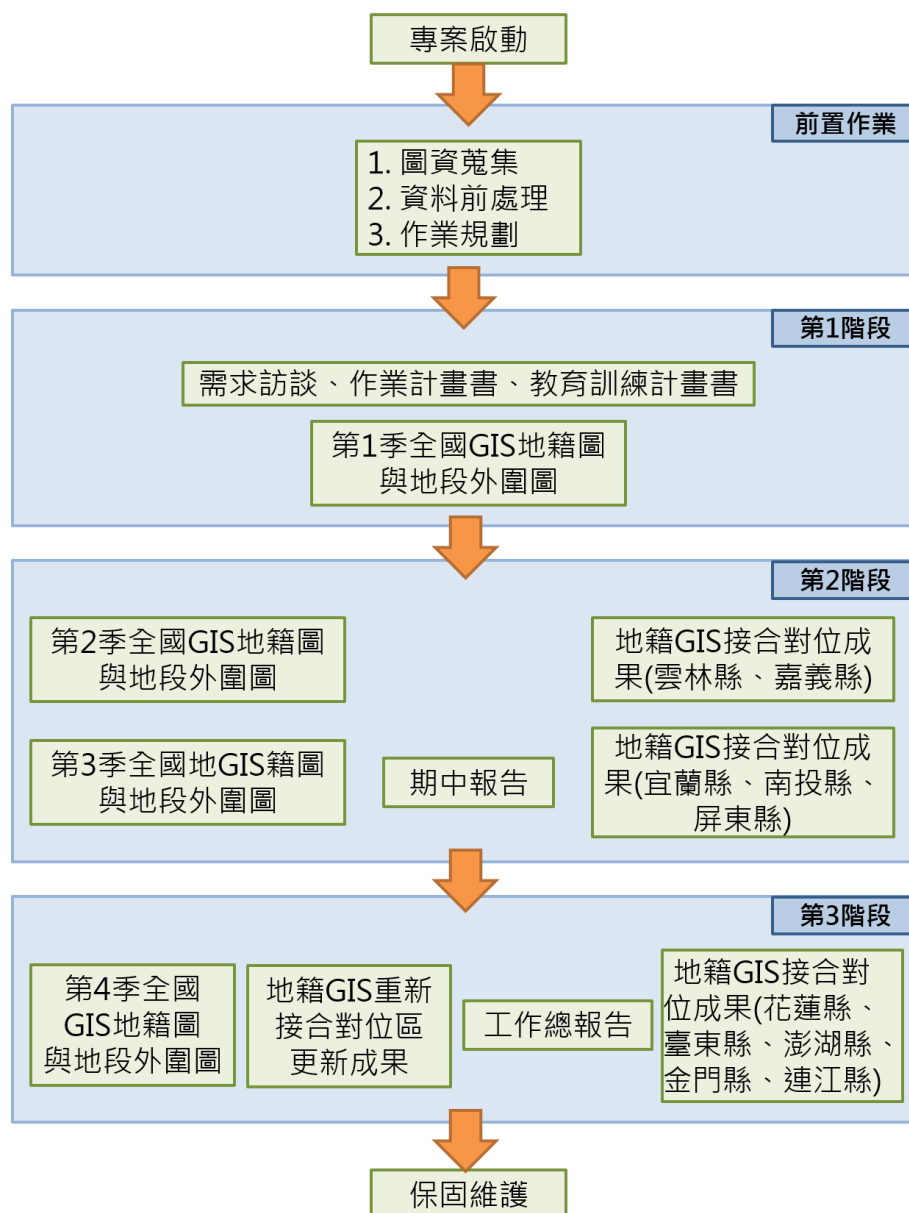 專案啟動
前置作業
1. 圖資蒐集
2. 資料前處理
3. 作業規劃
第1階段
需求訪談、作業計畫書、教育訓練計畫書
第1季全國GIS地籍圖
與地段外圍圖
第2階段
第2季全國GIS地籍圖
與地段外圍圖
地籍GIS接合對位成
果(雲林縣、嘉義縣)
第3季全國地GIS籍圖
與地段外圍圖
期中報告
地籍GIS接合對位成
果(宜蘭縣、南投縣、
屏東縣)
第3階段
第4季全國
GIS地籍圖
與地段外圍圖
地籍GIS重新
接合對位區
更新成果
工作總報告
地籍GIS接合對
位成果(花蓮縣、
臺東縣、澎湖縣、
金門縣、連江縣)
保固維護